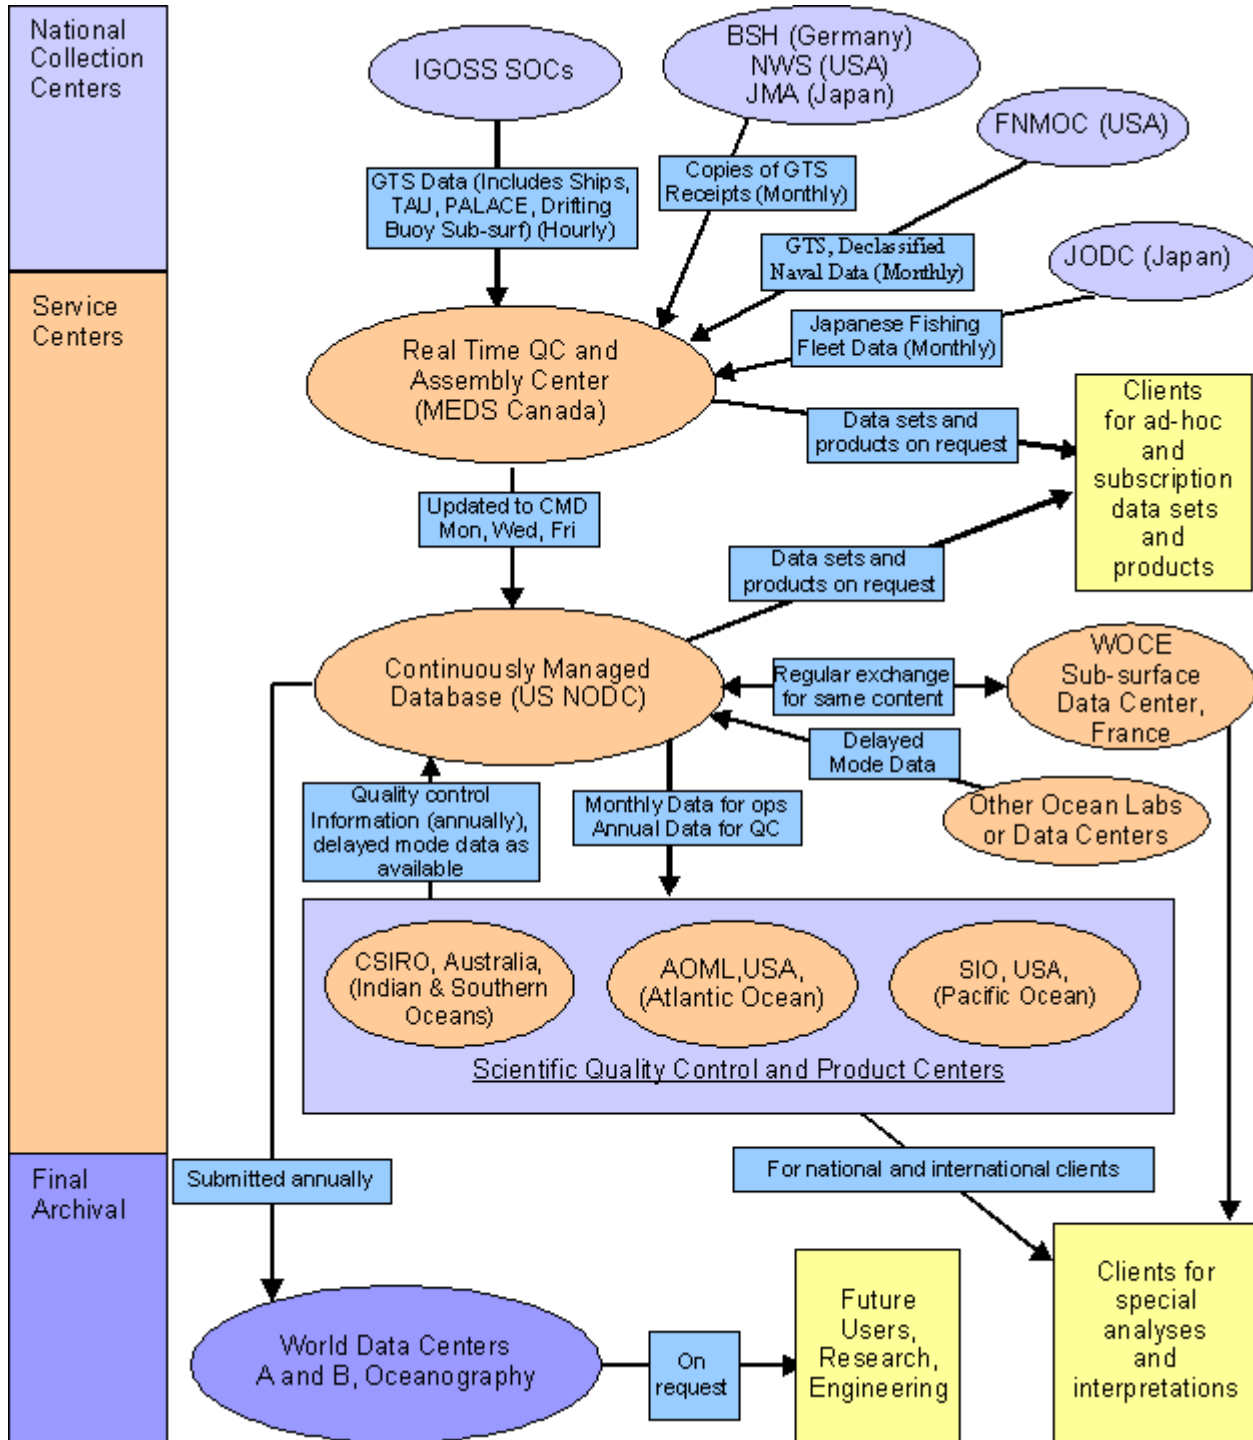 National
Collection
Centers
IGOSS SOCs
BSH (Germany)
NWS (USA)
JMA (Japan)
FNMOC (USA)
GTS Data (Includes Ships,
TAU, PALACE, Drifting
Buoy Sub-surf) (Hourly)
Copies of GTS
Receipts (Monthly)
GTS, Declassified
Naval Data (Monthly)
JODC (Japan)
Service
Centers
Japanese Fishing
Fleet Data (Monthly)
Real Time QC and
Assembly Center
(MEDS Canada)
Data sets and
products on request
Clients
for ad-hoc
and
subscription
data sets
and
products
Updated to CMD
Mon, Wed, Fri
Data sets and
products on request
Continuously Managed
Database (US NODC)
Regular exchange
for same content
WOCE
Sub-surface
Data Center,
France
Delayed
Mode Data
Other Ocean Labs
or Data Centers
Quality control
Information (annually),
delayed mode data as
available
Monthly Data for ops
Annual Data for QC
CSIRO, Australia,
(Indian & Southern
Oceans)
AOML,USA,
(Atlantic Ocean)
SIO, USA,
(Pacific Ocean)
Scientific Quality Control and Product Centers
Final
Archival
Submitted annually
For national and international clients
World Data Centers
A and B, Oceanography
On
request
Future
Users,
Research,
Engineering
Clients for
special
analyses
and
interpretations